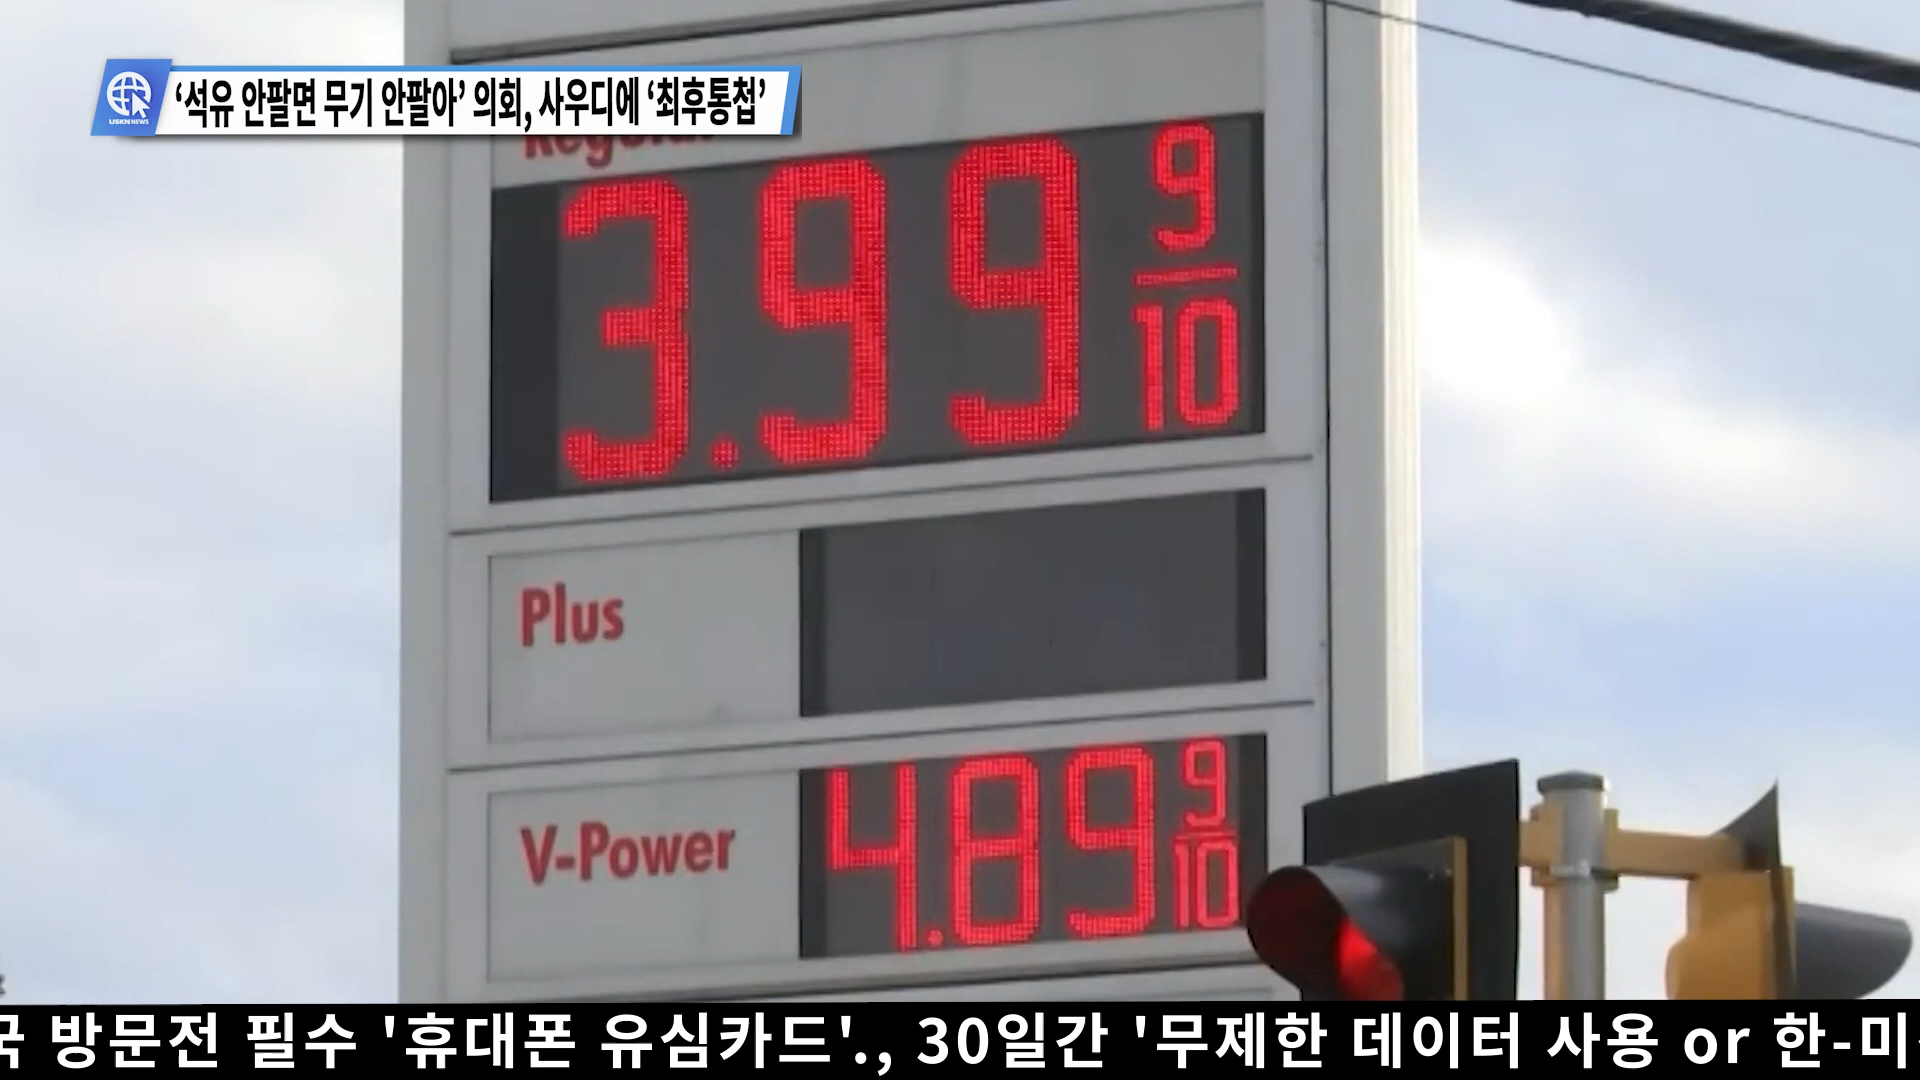 ‘석유 안팔면 무기 안팔아’ 의회, 사우디에 ‘최후통첩’
USKN NEWS
Regular
3.99 9/10
Plus
V-Power
4.89 9/10
국 방문전 필수 '휴대폰 유심카드'., 30일간 '무제한 데이터 사용 or 한-미